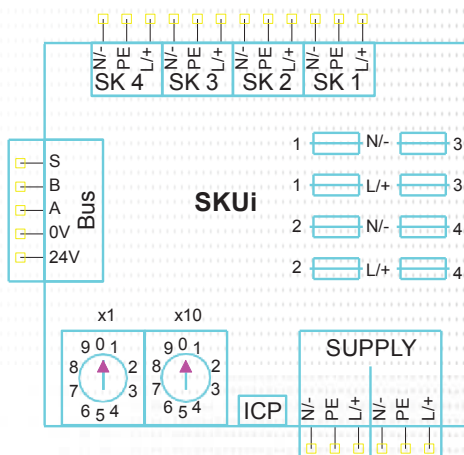 N/- PE L/+ N/- PE L/+ N/- PE L/+ N/- PE L/+
SK 4 SK 3 SK 2 SK 1
1 N/- 3
S
B
A
0V
24V
Bus
SKUi
1 L/+ 3
2 N/- 4
2 L/+ 4
x1 x10
0 1 2 3 4 5 6 7 8 9
0 1 2 3 4 5 6 7 8 9
ICP
SUPPLY
N/- PE L/+ N/- PE L/+